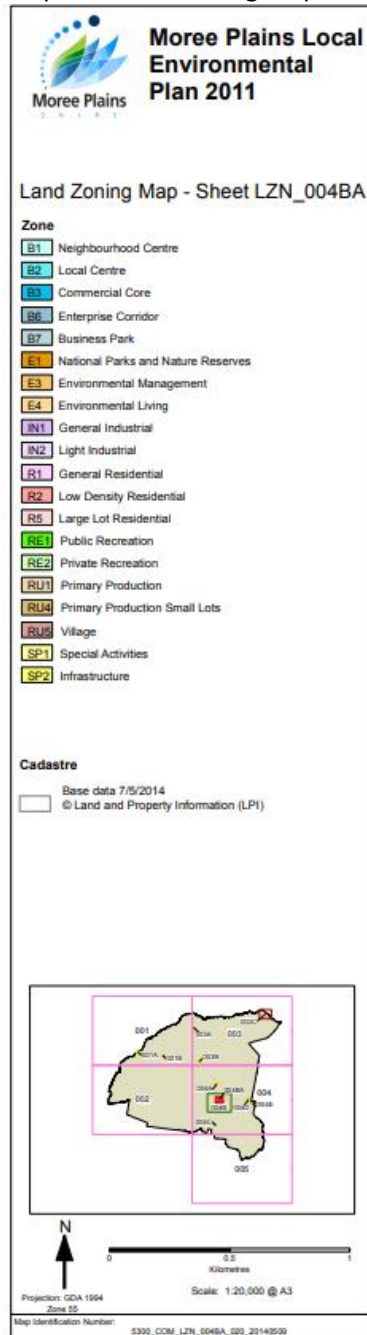 Moree Plains
S H I R E
Moree Plains Local
Environmental
Plan 2011
Land Zoning Map - Sheet LZN_004BA
Zone
B1 Neighbourhood Centre
B2 Local Centre
B3 Commercial Core
B6 Enterprise Corridor
B7 Business Park
E1 National Parks and Nature Reserves
E3 Environmental Management
E4 Environmental Living
IN1 General Industrial
IN2 Light Industrial
R1 General Residential
R2 Low Density Residential
R5 Large Lot Residential
RE1 Public Recreation
RE2 Private Recreation
RU1 Primary Production
RU4 Primary Production Small Lots
RU5 Village
SP1 Special Activities
SP2 Infrastructure
Cadastre
Base data 7/5/2014
© Land and Property Information (LPI)
001
003
002
004
004BA
005
N
0 0.5 1
Kilometres
Scale: 1:20,000 @ A3
Projection: GDA 1994
Zone 55
Map Identification Number:
5300_COM_LZN_004BA_020_20140509